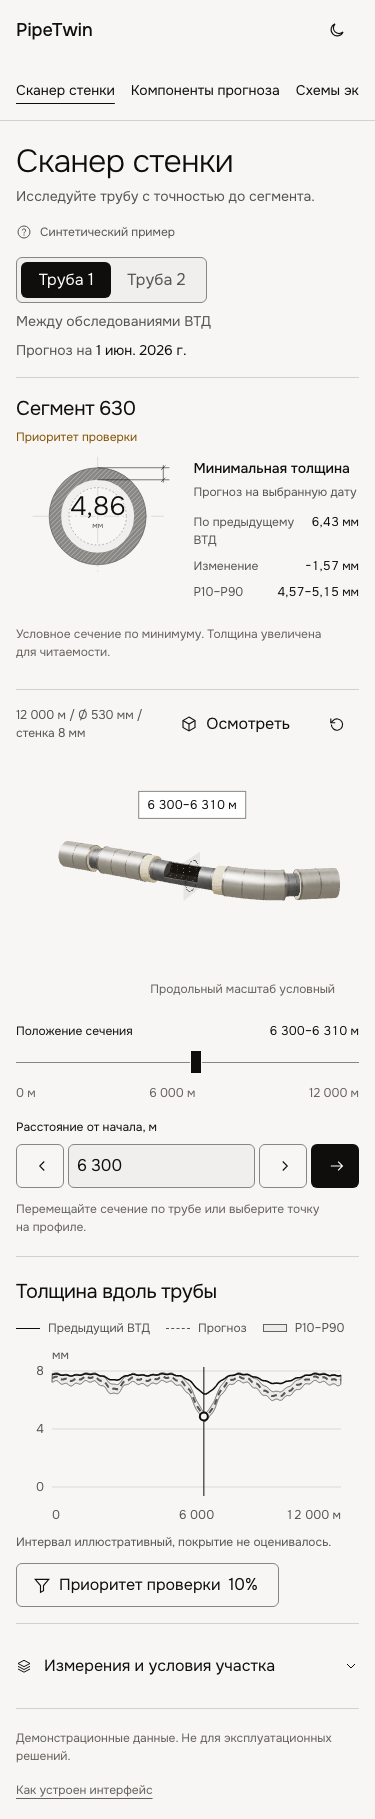 PipeTwin
Сканер стенки Компоненты прогноза Схемы эк
Сканер стенки
Исследуйте трубу с точностью до сегмента.
Синтетический пример
Труба 1 Труба 2
Между обследованиями ВТД
Прогноз на 1 июн. 2026 г.
Сегмент 630
Приоритет проверки
4,86
мм
Минимальная толщина
Прогноз на выбранную дату
По предыдущему ВТД 6,43 мм
Изменение −1,57 мм
P10–P90 4,57–5,15 мм
Условное сечение по минимуму. Толщина увеличена
для читаемости.
12 000 м / Ø 530 мм /
стенка 8 мм
Осмотреть
6 300–6 310 м
Продольный масштаб условный
Положение сечения 6 300–6 310 м
0 м 6 000 м 12 000 м
Расстояние от начала, м
6 300
Перемещайте сечение по трубе или выберите точку
на профиле.
Толщина вдоль трубы
Предыдущий ВТД Прогноз P10–P90
мм
8
4
0
0 6 000 12 000 м
Интервал иллюстративный, покрытие не оценивалось.
Приоритет проверки 10%
Измерения и условия участка
Демонстрационные данные. Не для эксплуатационных
решений.
Как устроен интерфейс